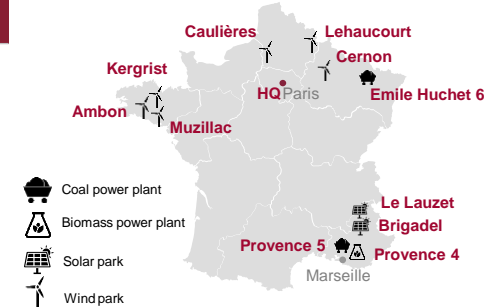 Caulières
Lehaucourt
Cernon
Kergrist
HQ Paris
Emile Huchet 6
Ambon
Muzillac
Coal power plant
Le Lauzet
Biomass power plant
Brigadel
Provence 5
Provence 4
Solar park
Marseille
Wind park